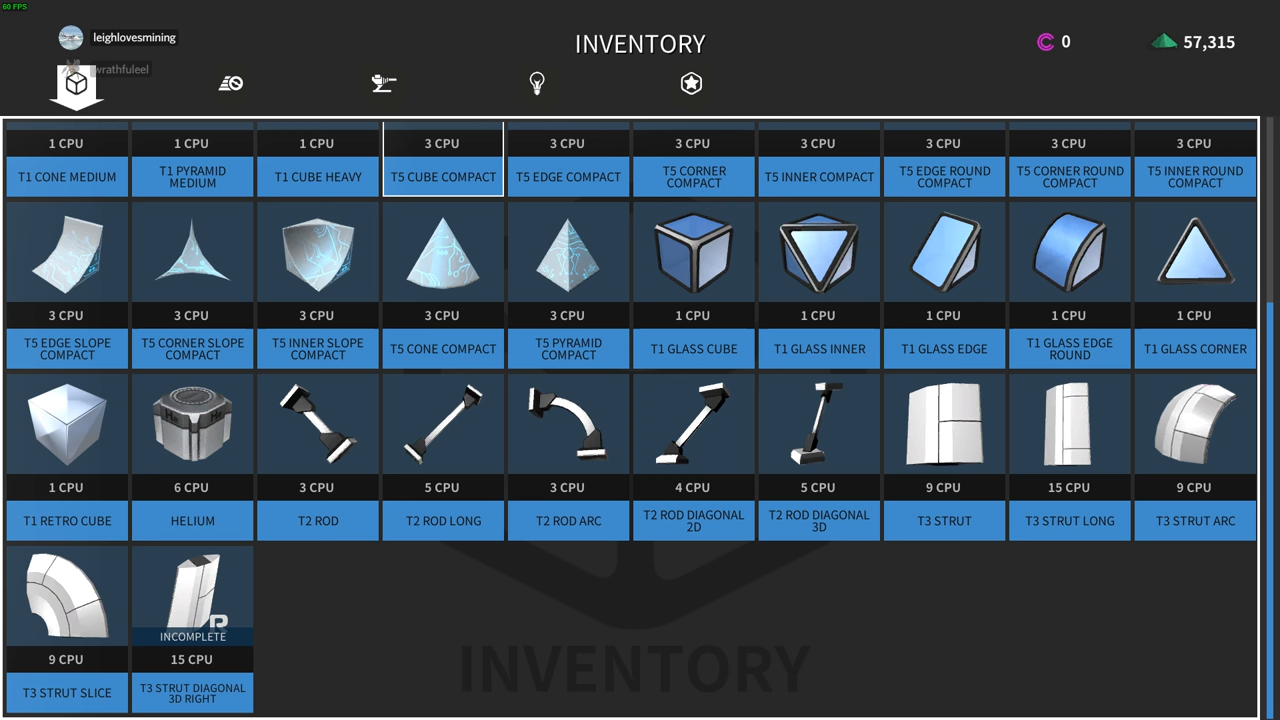 60 FPS
leighlovesmining
wrathfuleel
INVENTORY
0
57,315
1 CPU
1 CPU
1 CPU
3 CPU
3 CPU
3 CPU
3 CPU
3 CPU
3 CPU
3 CPU
T1 CONE MEDIUM
T1 PYRAMID
MEDIUM
T1 CUBE HEAVY
T5 CUBE COMPACT
T5 EDGE COMPACT
T5 CORNER
COMPACT
T5 INNER COMPACT
T5 EDGE ROUND
COMPACT
T5 CORNER ROUND
COMPACT
T5 INNER ROUND
COMPACT
3 CPU
3 CPU
3 CPU
3 CPU
3 CPU
1 CPU
1 CPU
1 CPU
1 CPU
1 CPU
T5 EDGE SLOPE
COMPACT
T5 CORNER SLOPE
COMPACT
T5 INNER SLOPE
COMPACT
T5 CONE COMPACT
T5 PYRAMID
COMPACT
T1 GLASS CUBE
T1 GLASS INNER
T1 GLASS EDGE
T1 GLASS EDGE
ROUND
T1 GLASS CORNER
He
He
1 CPU
6 CPU
3 CPU
5 CPU
3 CPU
4 CPU
5 CPU
9 CPU
15 CPU
9 CPU
T1 RETRO CUBE
HELIUM
T2 ROD
T2 ROD LONG
T2 ROD ARC
T2 ROD DIAGONAL
2D
T2 ROD DIAGONAL
3D
T3 STRUT
T3 STRUT LONG
T3 STRUT ARC
R
INCOMPLETE
9 CPU
15 CPU
T3 STRUT SLICE
T3 STRUT DIAGONAL
3D RIGHT
INVENTORY